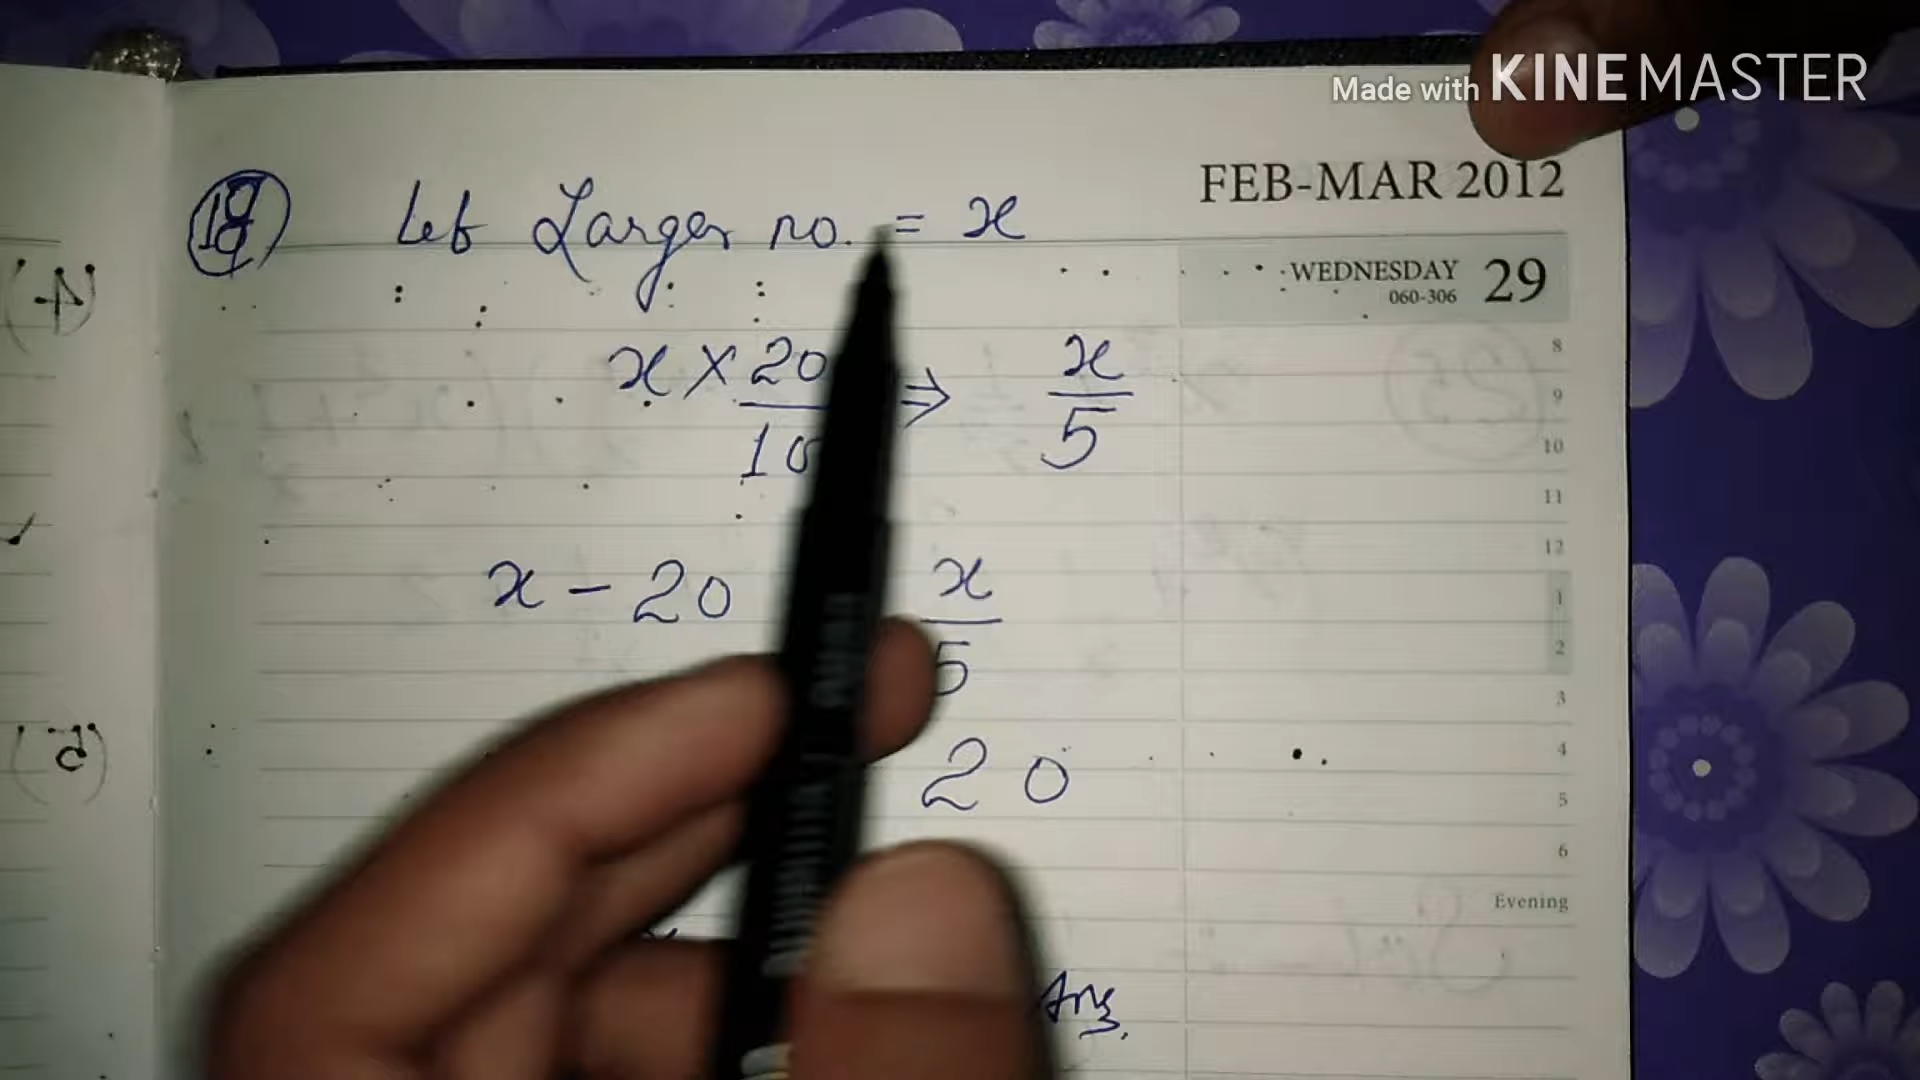 Made with KINEMASTER
FEB-MAR 2012
18 Let Larger no. = x
WEDNESDAY 29
060-306
x × 20 ⇒ x
10 5
x - 20 x
5
20
Ans.
8
9
10
11
12
1
2
3
4
5
6
Evening